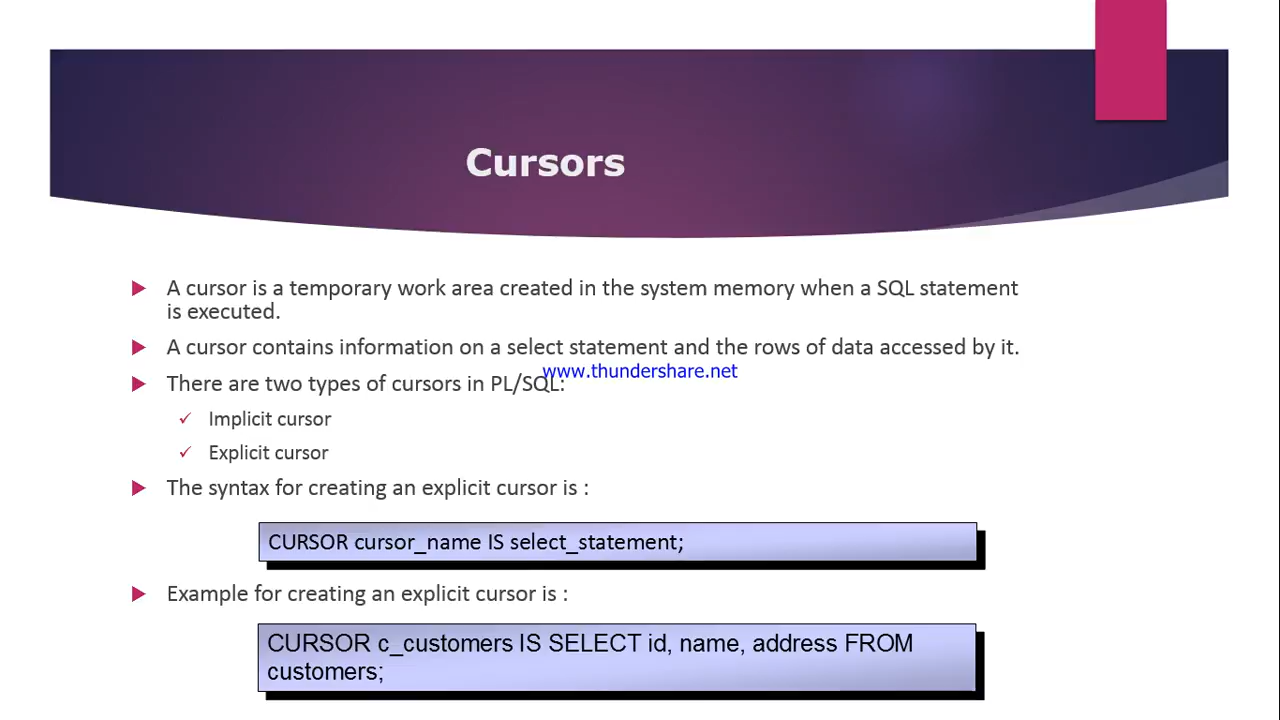 Cursors
A cursor is a temporary work area created in the system memory when a SQL statement
is executed.
A cursor contains information on a select statement and the rows of data accessed by it.
www.thundershare.net
There are two types of cursors in PL/SQL:
Implicit cursor
Explicit cursor
The syntax for creating an explicit cursor is :
CURSOR cursor_name IS select_statement;
Example for creating an explicit cursor is :
CURSOR c_customers IS SELECT id, name, address FROM
customers;